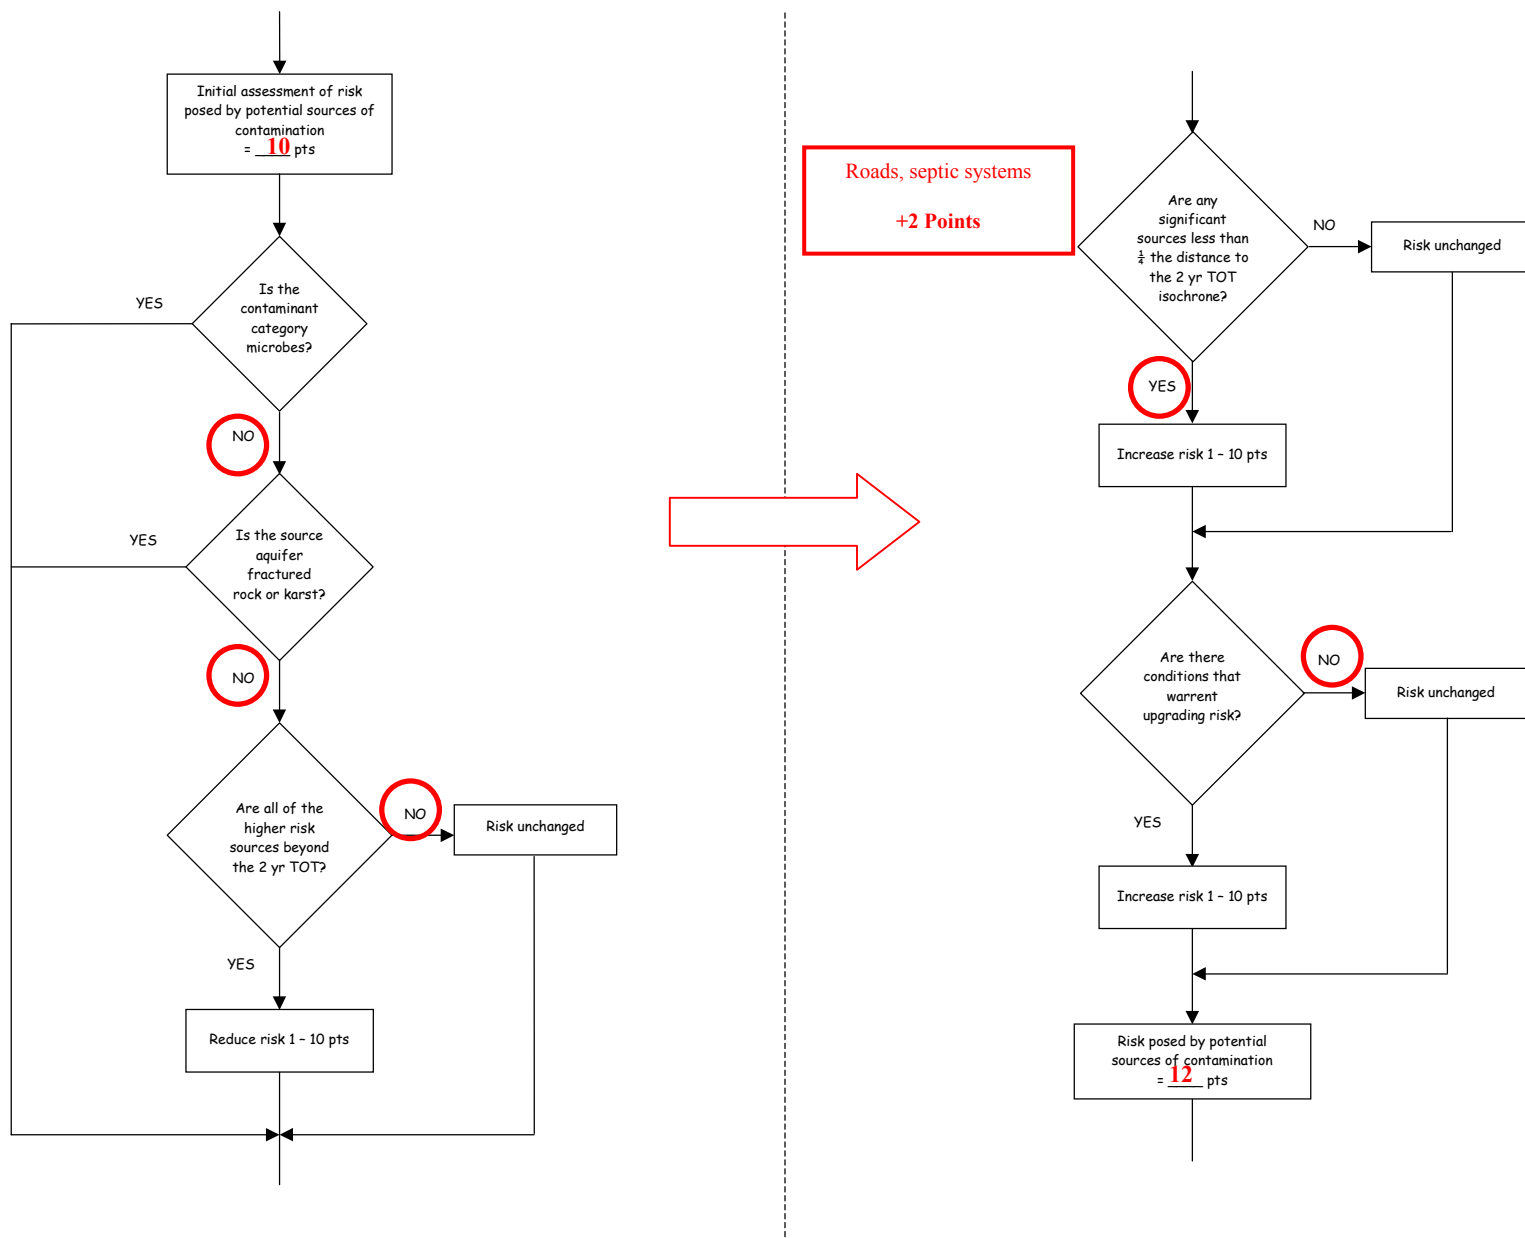 Initial assessment of risk
posed by potential sources of
contamination
= 10 pts
Is the
contaminant
category
microbes?
YES
NO
Is the source
aquifer
fractured
rock or karst?
YES
NO
Are all of the
higher risk
sources beyond
the 2 yr TOT?
NO
Risk unchanged
YES
Reduce risk 1 – 10 pts
Roads, septic systems
+2 Points
Are any
significant
sources less than
¼ the distance to
the 2 yr TOT
isochrone?
NO
Risk unchanged
YES
Increase risk 1 – 10 pts
Are there
conditions that
warrent
upgrading risk?
NO
Risk unchanged
YES
Increase risk 1 – 10 pts
Risk posed by potential
sources of contamination
= 12 pts